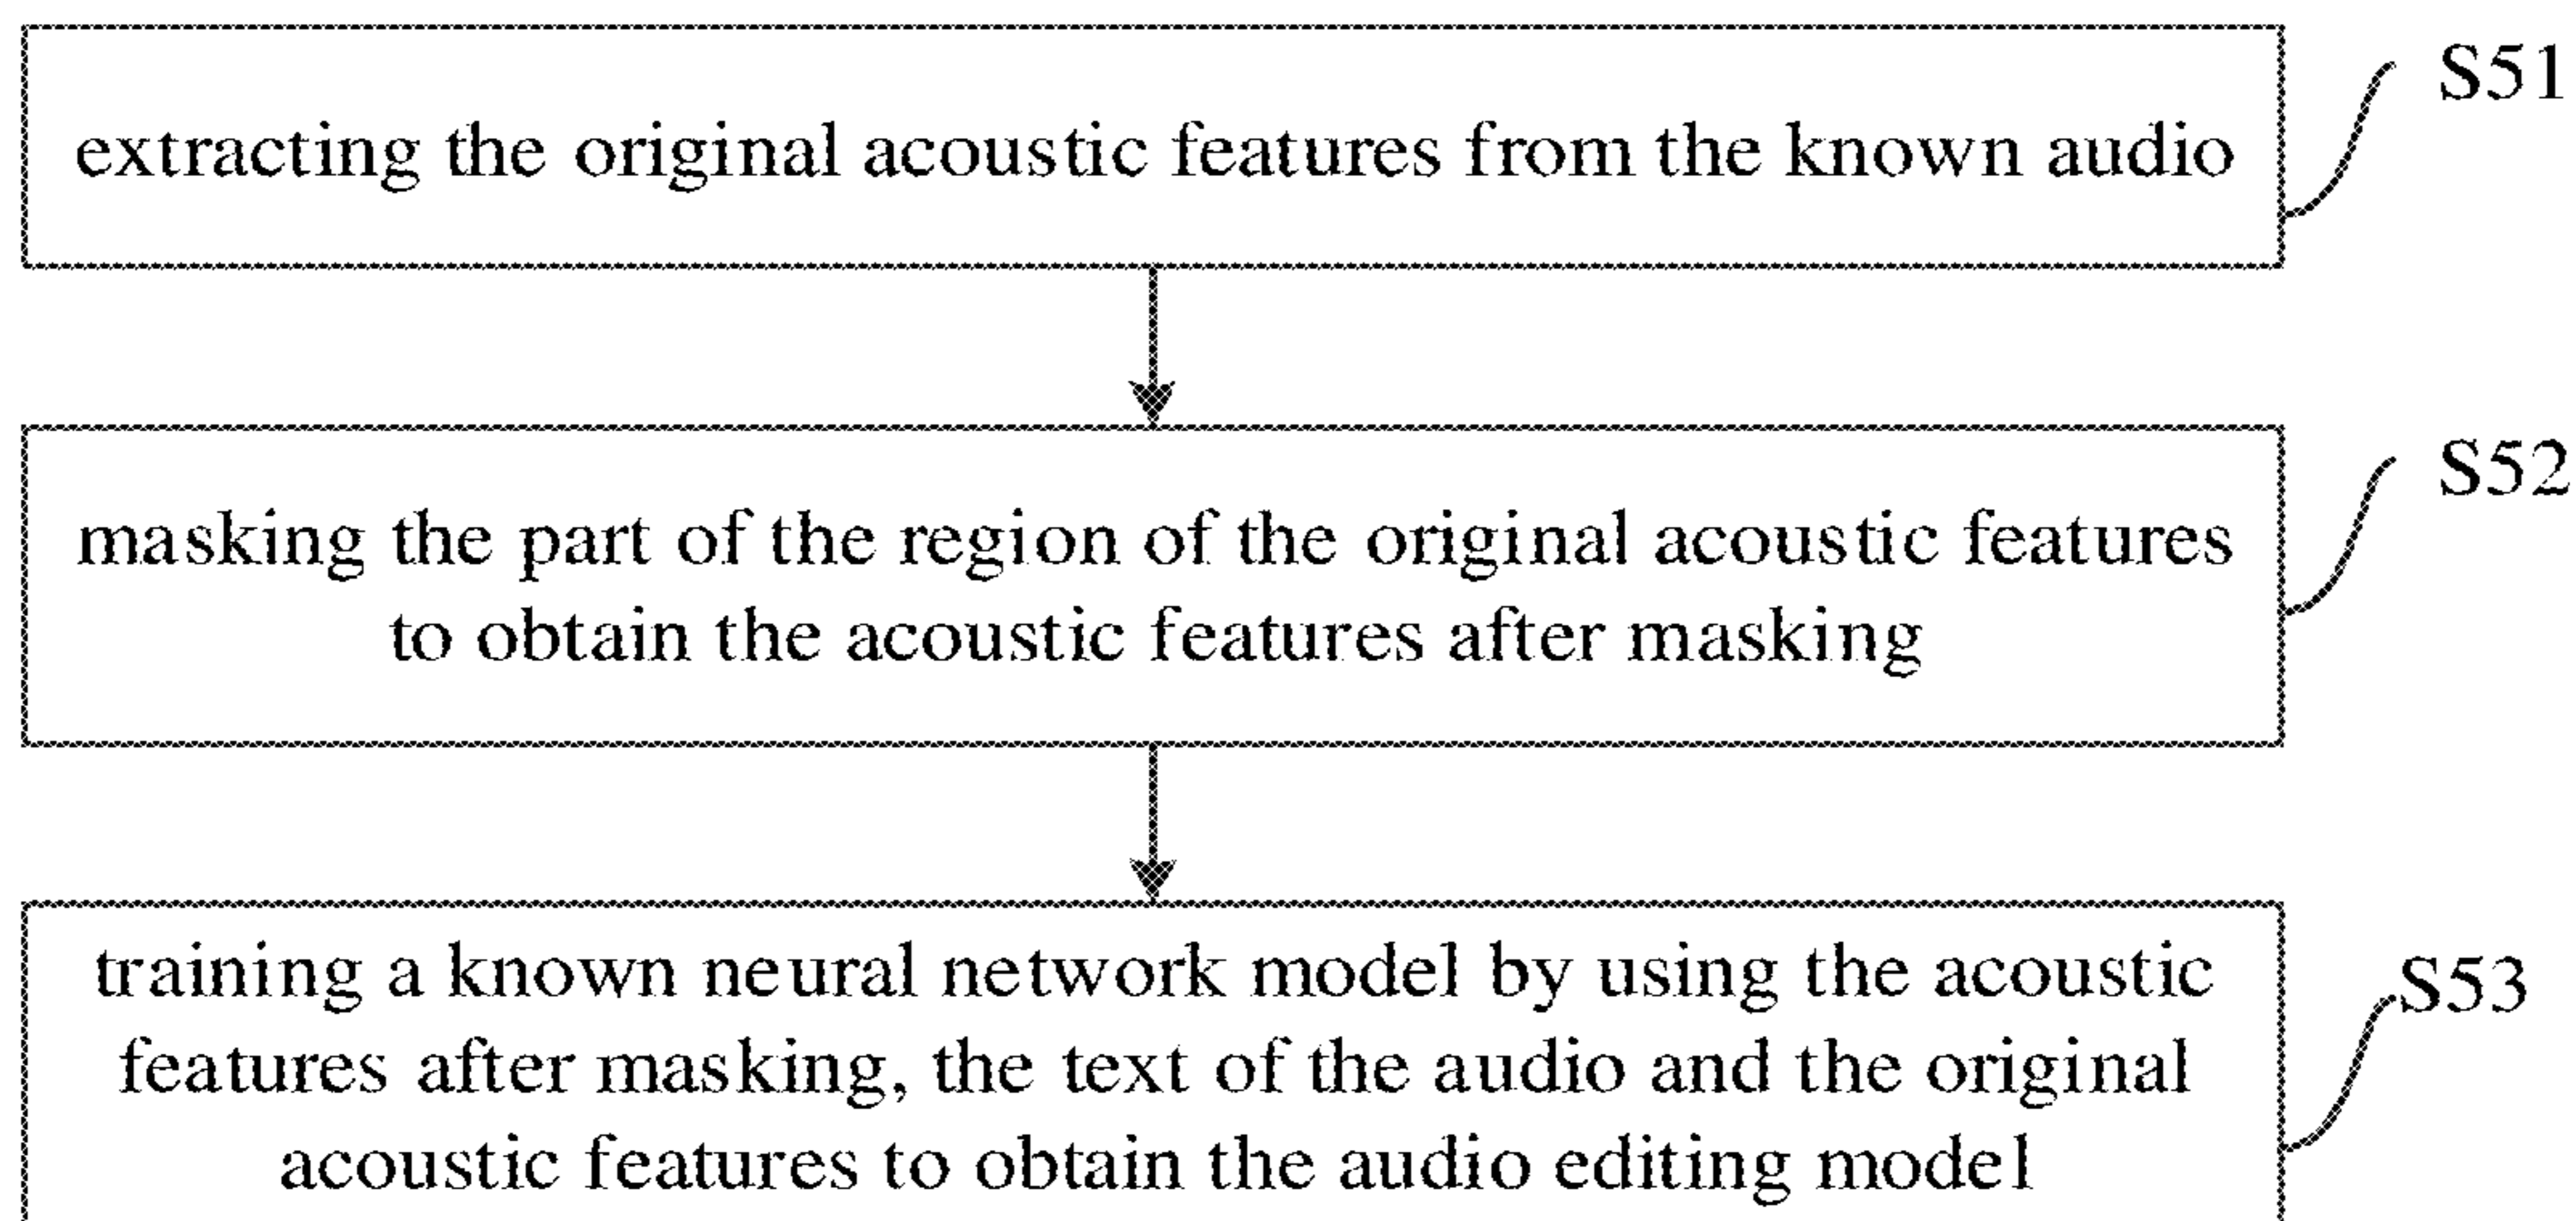 S51
extracting the original acoustic features from the known audio
S52
masking the part of the region of the original acoustic features
to obtain the acoustic features after masking
S53
training a known neural network model by using the acoustic
features after masking, the text of the audio and the original
acoustic features to obtain the audio editing model